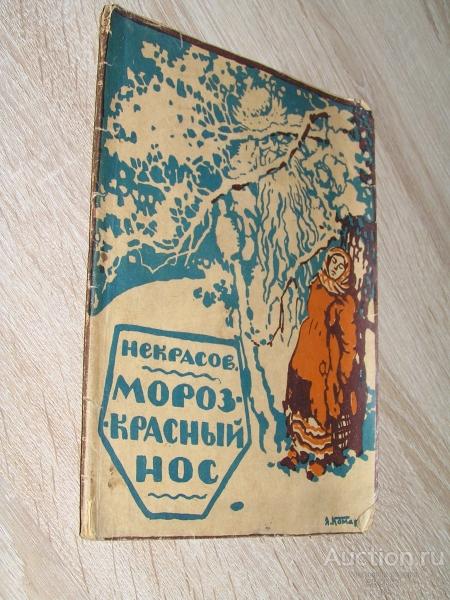 НЕКРАСОВ.
МОРОЗ-
·КРАСНЫЙ
НОС
Auction.ru